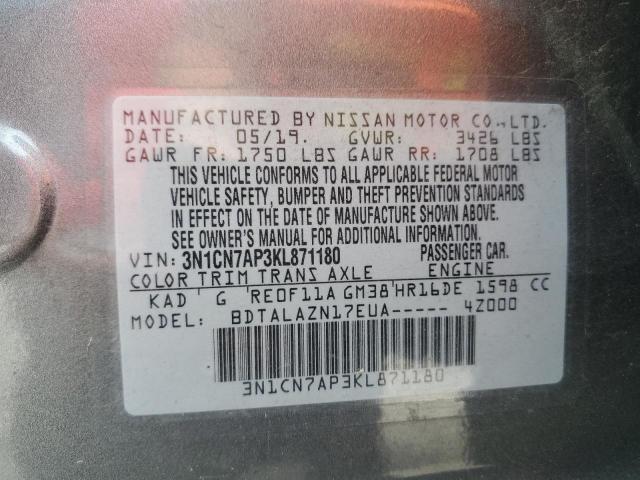 MANUFACTURED BY NISSAN MOTOR CO., LTD.
DATE: 05/19. GVWR: 3426 LBS
GAWR FR: 1750 LBS GAWR RR: 1708 LBS
THIS VEHICLE CONFORMS TO ALL APPLICABLE FEDERAL MOTOR
VEHICLE SAFETY, BUMPER AND THEFT PREVENTION STANDARDS
IN EFFECT ON THE DATE OF MANUFACTURE SHOWN ABOVE.
SEE OWNER'S MANUAL FOR ADDITIONAL INFORMATION.
VIN: 3N1CN7AP3KL871180 PASSENGER CAR.
COLOR TRIM TRANS AXLE ENGINE
KAD G RE0F11A GM38 HR16DE 1598 CC
MODEL: BDTALAZN17EUA----- 4Z000
3N1CN7AP3KL871180